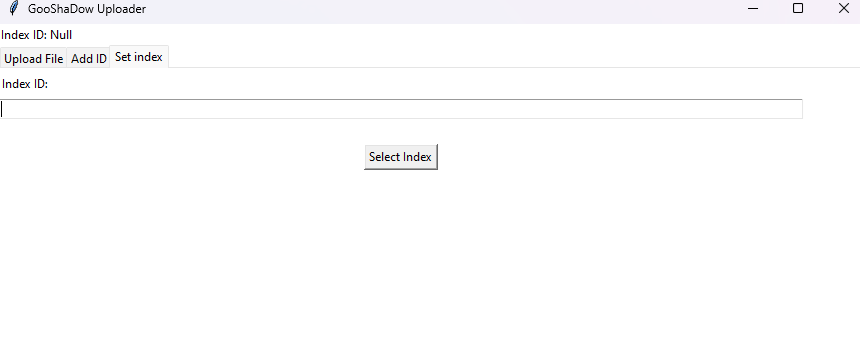 GooShaDow Uploader
Index ID: Null
Upload File Add ID Set index
Index ID:
Select Index